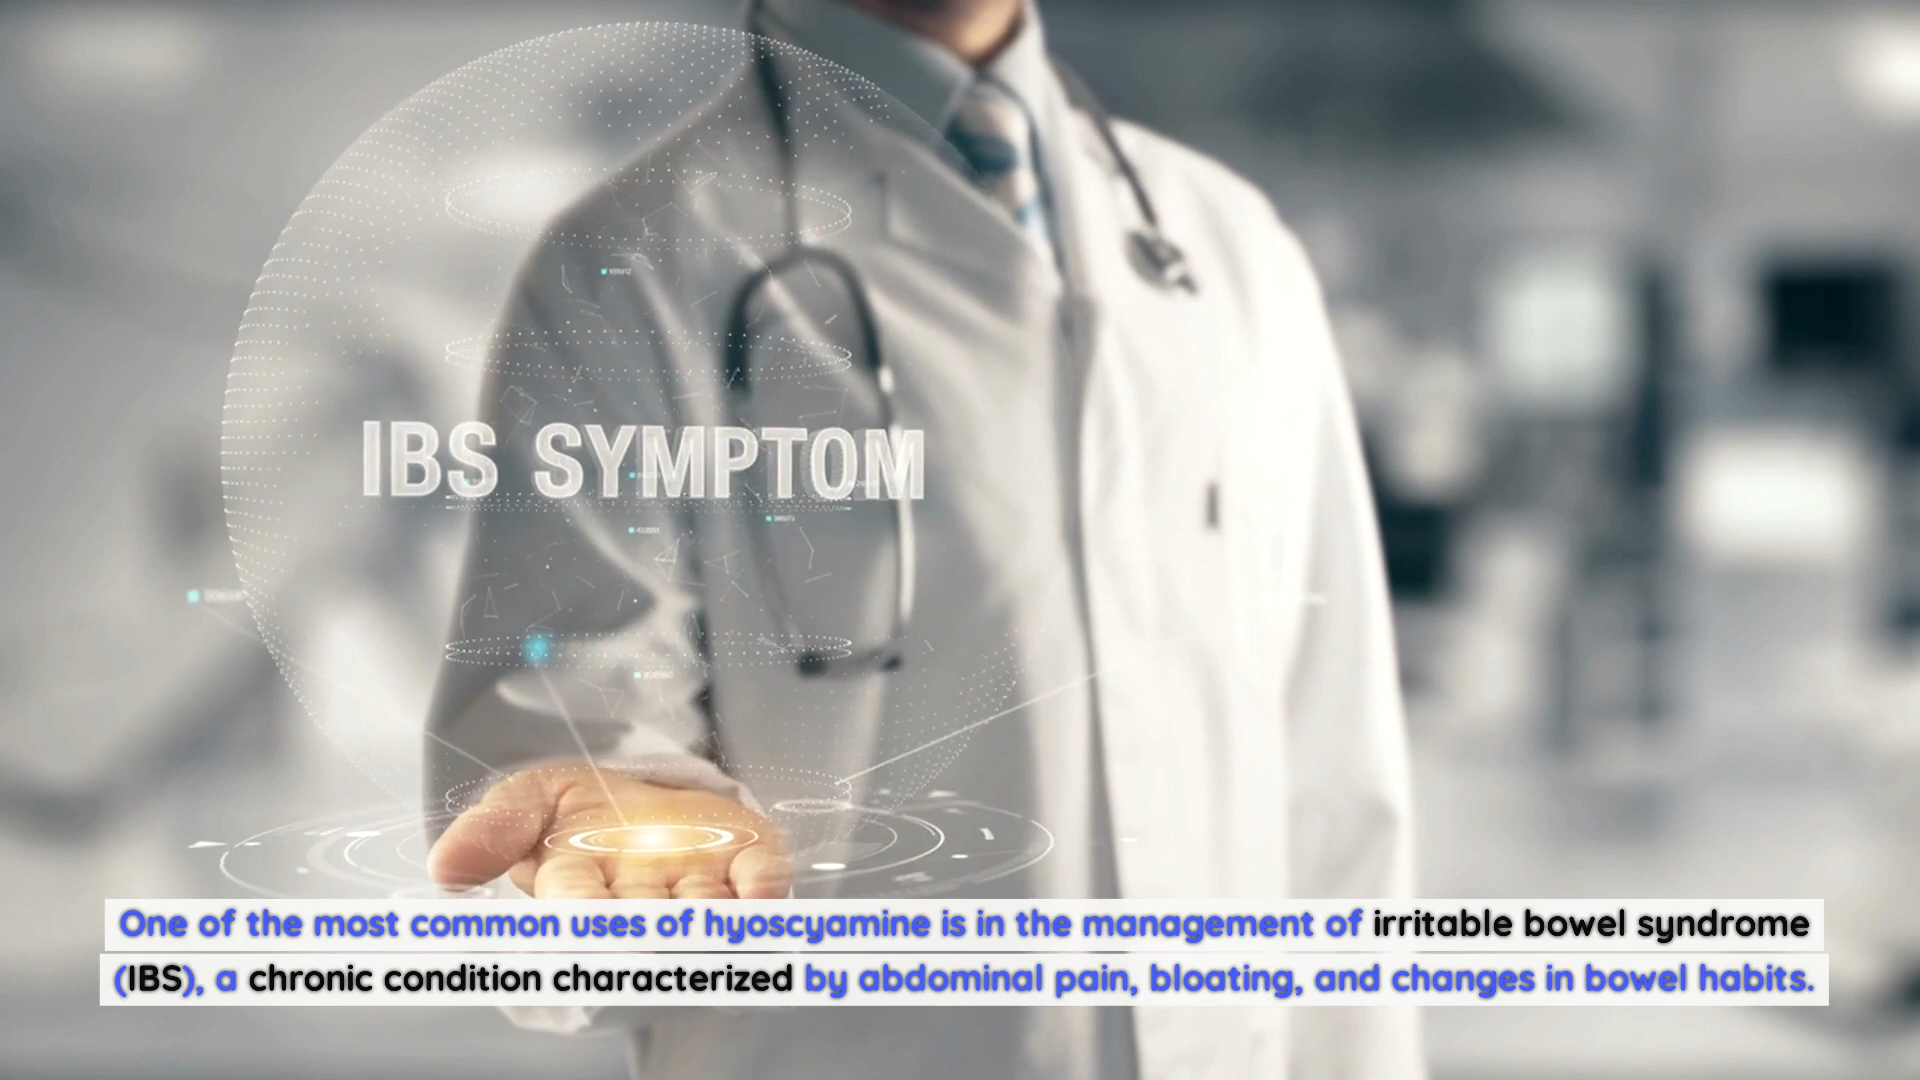 IBS SYMPTOM
One of the most common uses of hyoscyamine is in the management of irritable bowel syndrome
(IBS), a chronic condition characterized by abdominal pain, bloating, and changes in bowel habits.